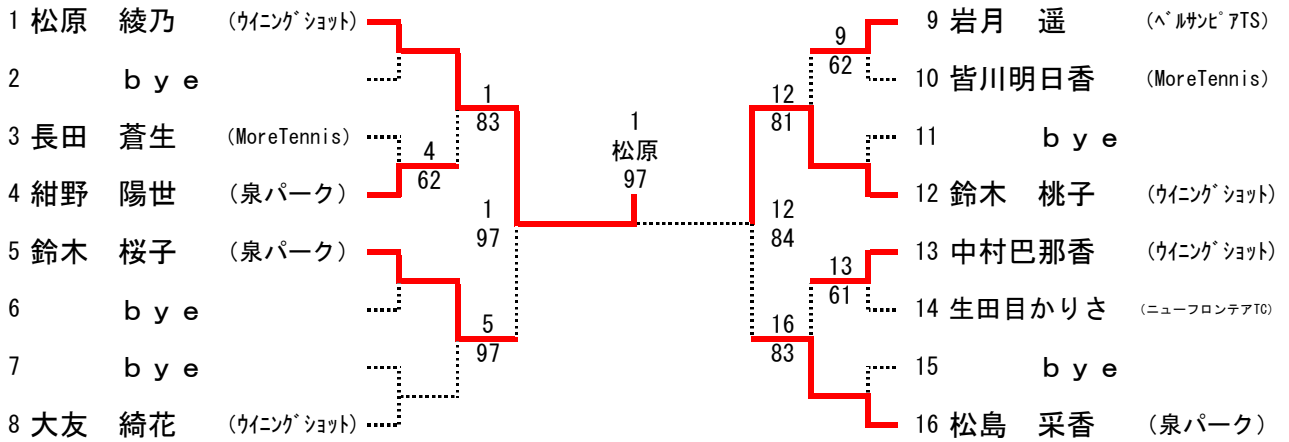 1 松原　綾乃 (ｳｲﾆﾝｸﾞｼｮｯﾄ)
2 ｂｙｅ
3 長田　蒼生 (MoreTennis)
4 紺野　陽世 (泉パーク)
5 鈴木　桜子 (泉パーク)
6 ｂｙｅ
7 ｂｙｅ
8 大友　綺花 (ｳｲﾆﾝｸﾞｼｮｯﾄ)
4
62
1
83
5
97
1
97
1
松原
97
12
84
12
81
16
83
9
62
13
61
9 岩月　遥 (ﾍﾞﾙｻﾝﾋﾟｱTS)
10 皆川明日香 (MoreTennis)
11 ｂｙｅ
12 鈴木　桃子 (ｳｲﾆﾝｸﾞｼｮｯﾄ)
13 中村巴那香 (ｳｲﾆﾝｸﾞｼｮｯﾄ)
14 生田目かりさ (ニューフロンテアTC)
15 ｂｙｅ
16 松島　采香 (泉パーク)